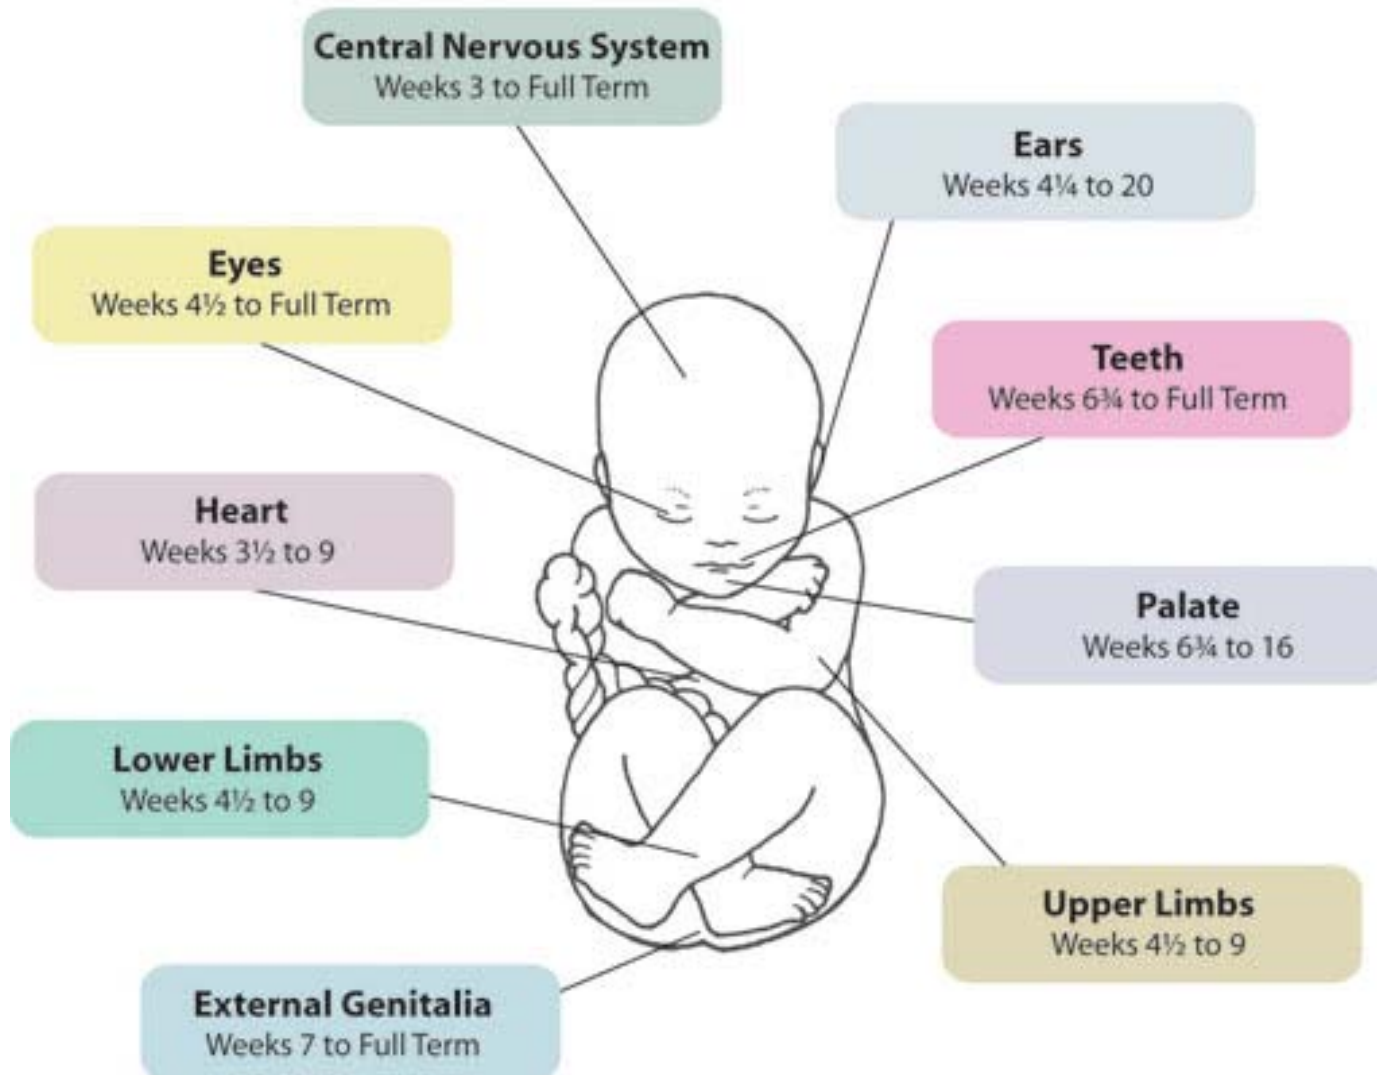 Central Nervous System
Weeks 3 to Full Term
Ears
Weeks 4¼ to 20
Eyes
Weeks 4½ to Full Term
Teeth
Weeks 6¾ to Full Term
Heart
Weeks 3½ to 9
Palate
Weeks 6¾ to 16
Lower Limbs
Weeks 4½ to 9
Upper Limbs
Weeks 4½ to 9
External Genitalia
Weeks 7 to Full Term